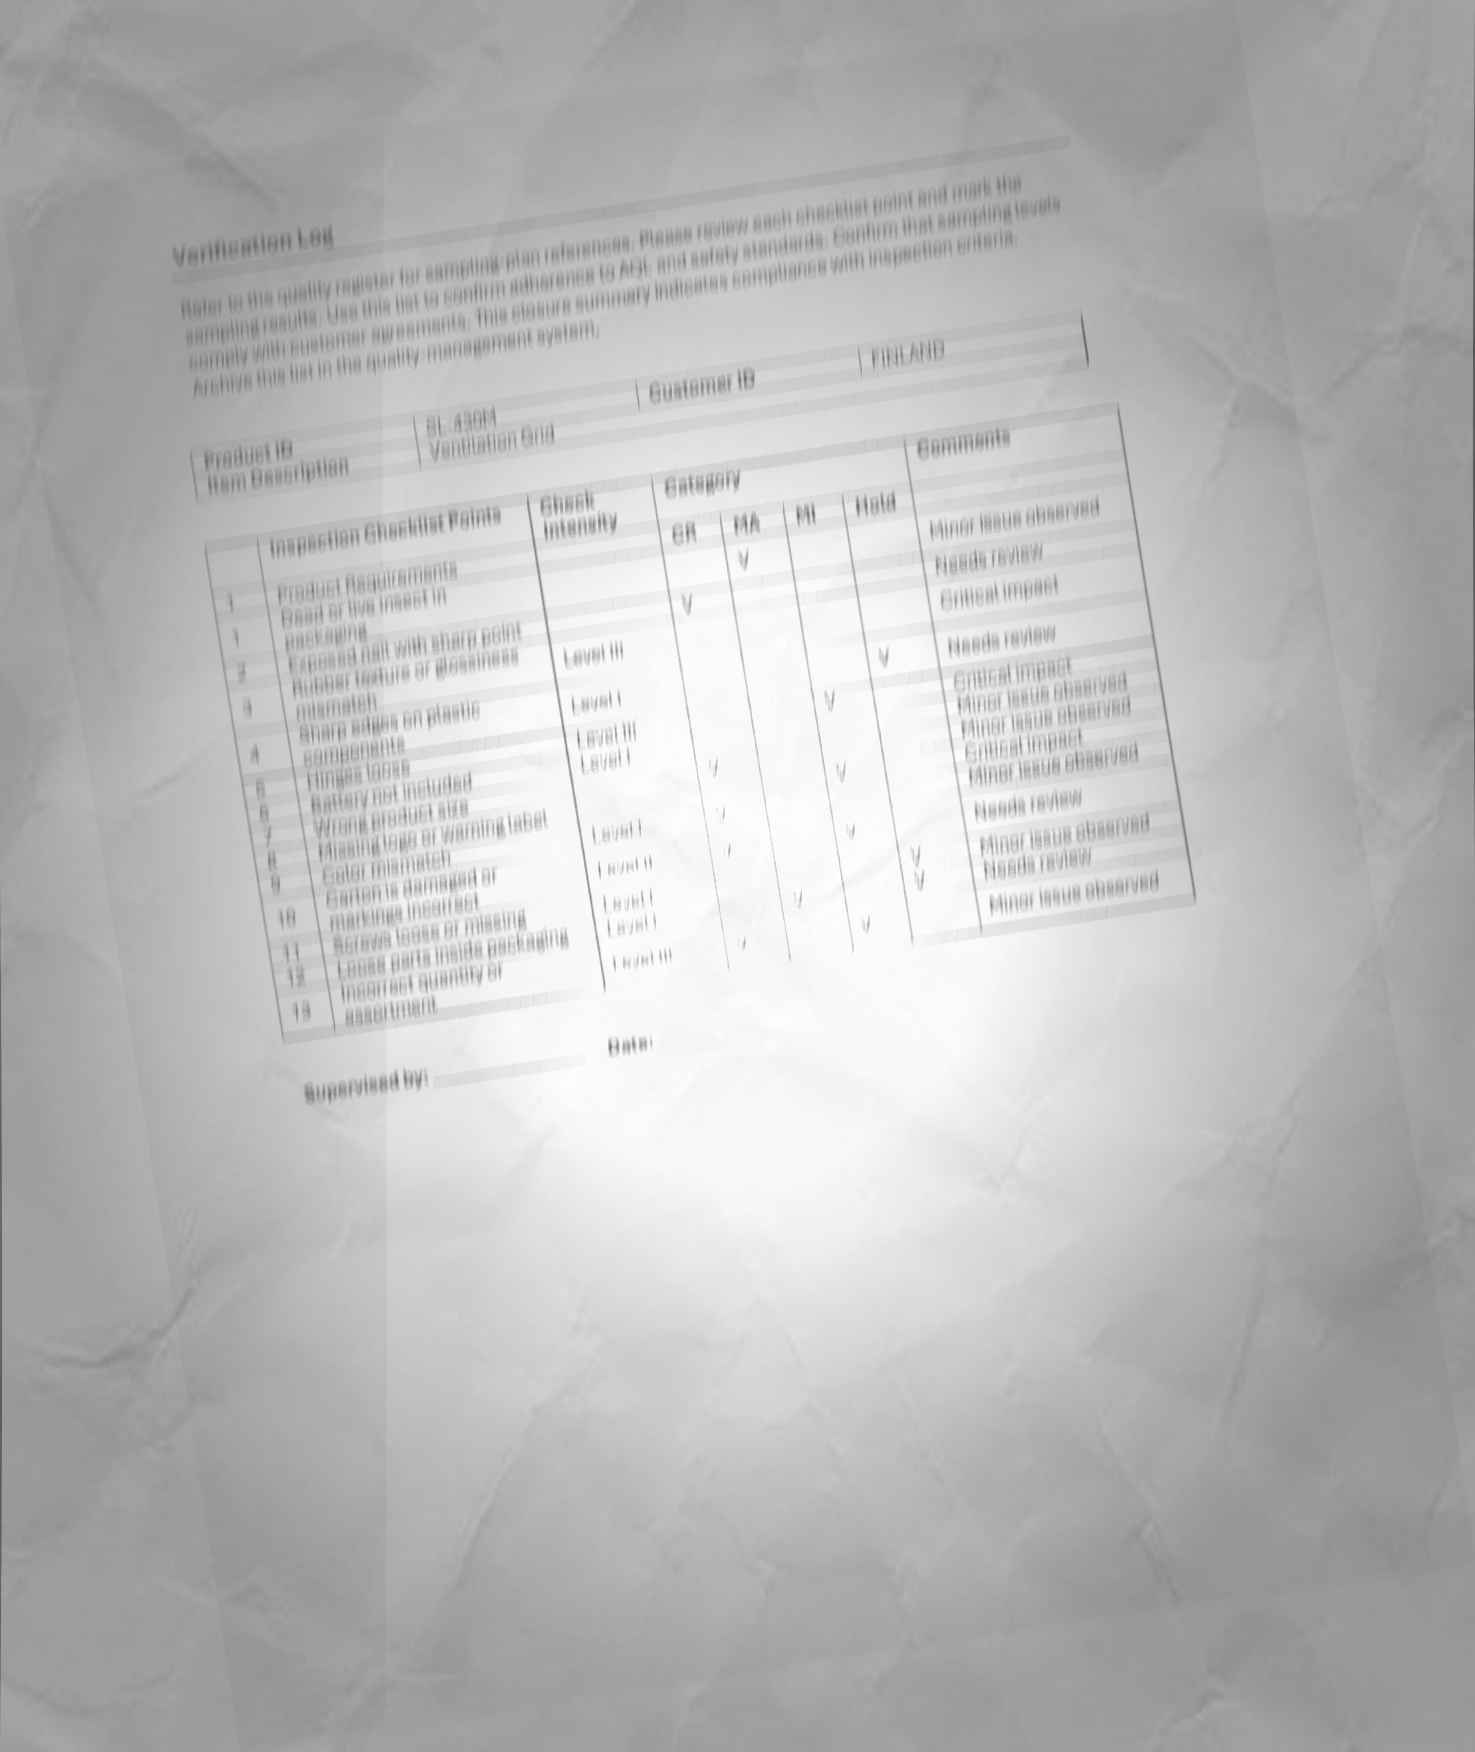 Verification Log
Refer to the quality register for sampling-plan references. Please review each checklist point and mark the
sampling results. Use this list to confirm adherence to AQL and safety standards. Confirm that sampling levels
comply with customer agreements. This closure summary indicates compliance with inspection criteria.
Archive this list in the quality management system.
Product ID SL-430M Customer ID FINLAND
Item Description Ventilation Grid
Inspection Checklist Points Check Intensity Category Comments
CR MA MI Hold
1 Product Requirements
1 Dead or live insect in packaging V Minor issue observed
2 Exposed nail with sharp point V Needs review
3 Rubber texture or glossiness mismatch Level III Critical impact
4 Sharp edges on plastic components Level I V Needs review
5 Hinges loose Level III V Critical impact
6 Battery not included Level I Minor issue observed
7 Wrong product size V Minor issue observed
8 Missing logo or warning label V Critical impact
9 Color mismatch Level I V Minor issue observed
10 Carton is damaged or markings incorrect Level II V V Needs review
11 Screws loose or missing Level I V Minor issue observed
12 Loose parts inside packaging Level I V V Needs review
13 Incorrect quantity or assortment Level III V V Minor issue observed
Supervised by: Date: